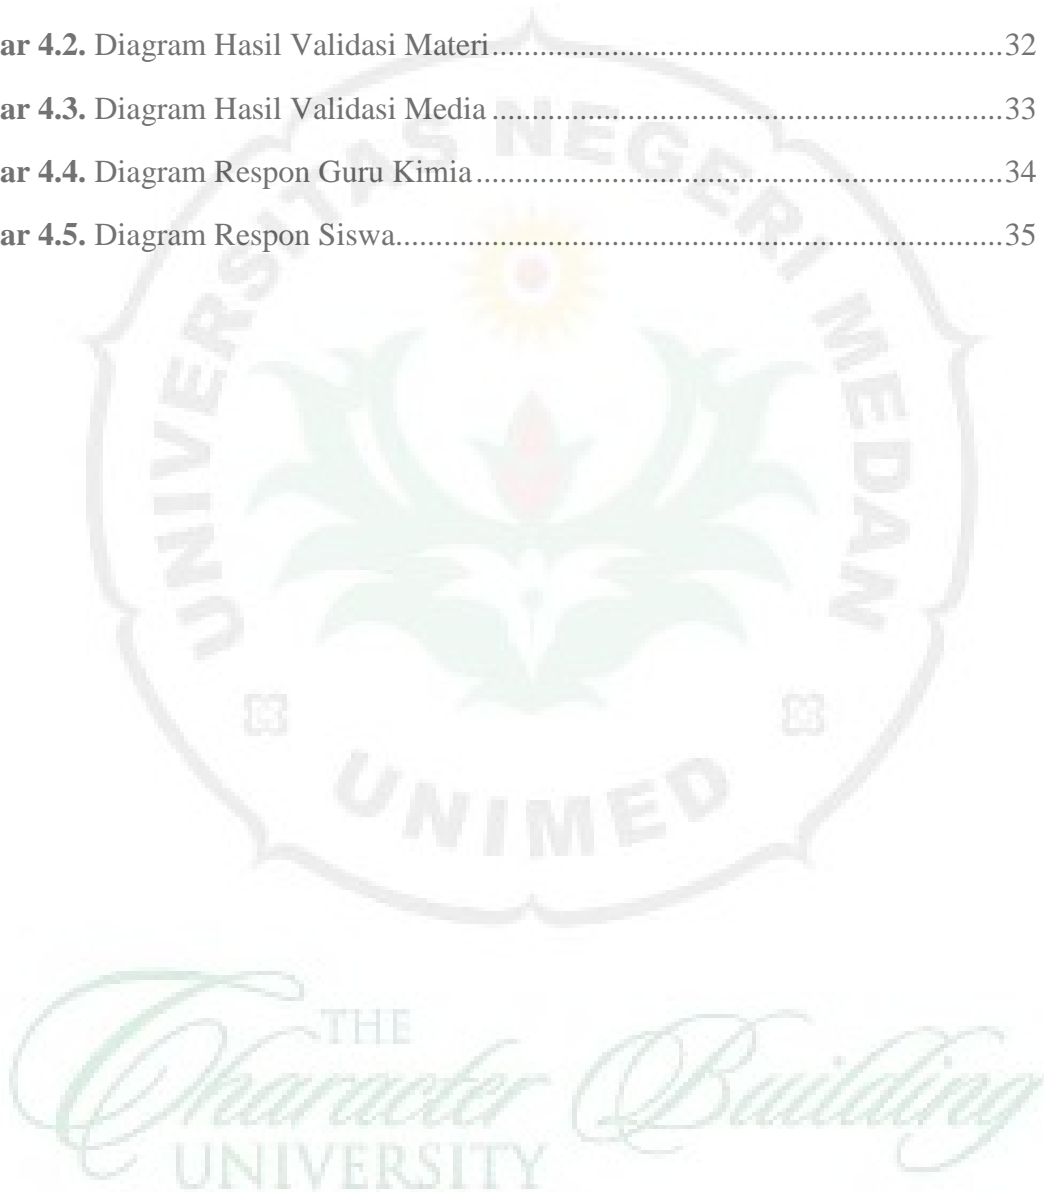 ar 4.2. Diagram Hasil Validasi Materi................................................................32
ar 4.3. Diagram Hasil Validasi Media................................................................33
ar 4.4. Diagram Respon Guru Kimia..................................................................34
ar 4.5. Diagram Respon Siswa............................................................................35
UNIVERSITAS NEGERI MEDAN
UNIMED
THE
Character Building
UNIVERSITY